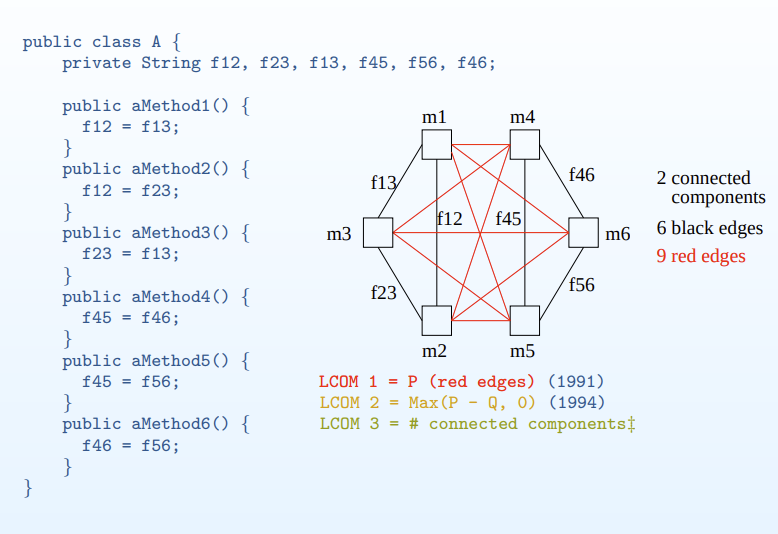 public class A {
private String f12, f23, f13, f45, f56, f46;
public aMethod1() {
f12 = f13;
}
public aMethod2() {
f12 = f23;
}
public aMethod3() {
f23 = f13;
}
public aMethod4() {
f45 = f46;
}
public aMethod5() {
f45 = f56;
}
public aMethod6() {
f46 = f56;
}
}
m1
m4
f13
f46
f12
f45
m3
m6
f23
f56
m2
m5
2 connected
components
6 black edges
9 red edges
LCOM 1 = P (red edges) (1991)
LCOM 2 = Max(P - Q, 0) (1994)
LCOM 3 = # connected components‡